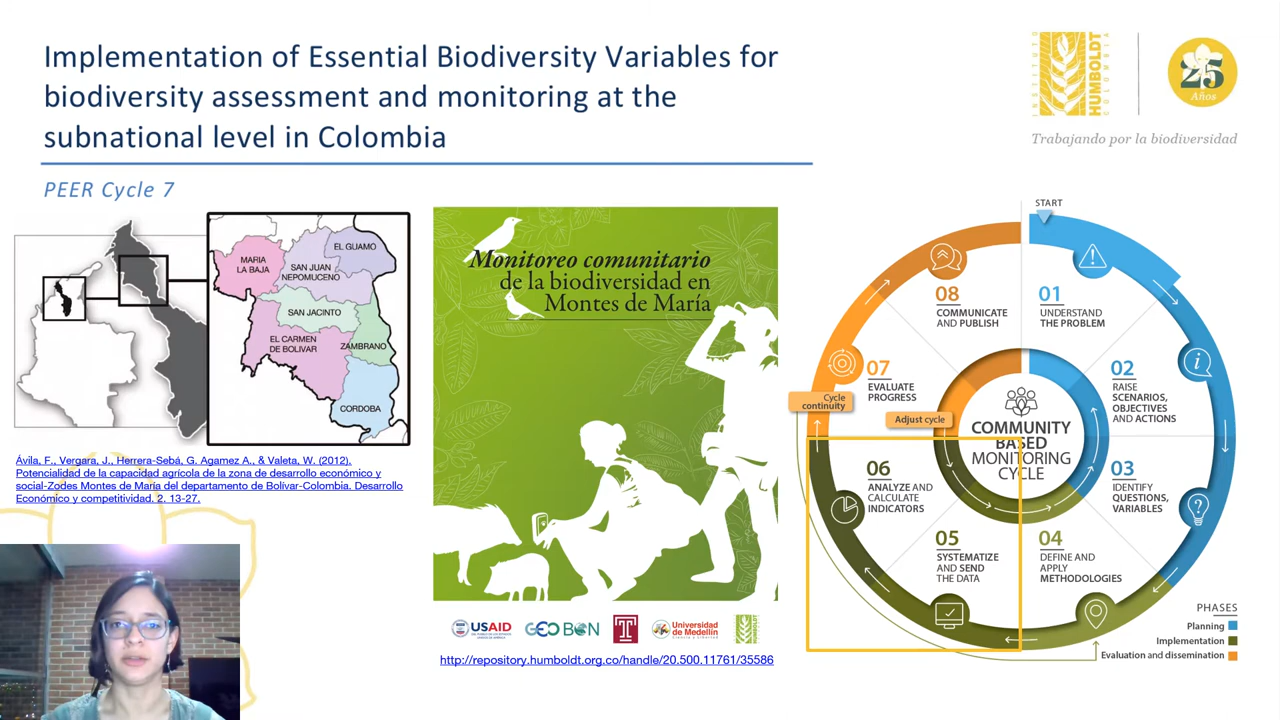 Implementation of Essential Biodiversity Variables for
biodiversity assessment and monitoring at the
subnational level in Colombia
PEER Cycle 7
INSTITUTO
HUMBOLDT
COLOMBIA
25
Años
Trabajando por la biodiversidad
MARIA
LA BAJA
SAN JUAN
NEPOMUCENO
EL GUAMO
SAN JACINTO
EL CARMEN
DE BOLIVAR
ZAMBRANO
CORDOBA
Ávila, F., Vergara, J., Herrera-Sebá, G. Agamez A., & Valeta, W. (2012).
Potencialidad de la capacidad agrícola de la zona de desarrollo económico y
social-Zodes Montes de María del departamento de Bolívar-Colombia. Desarrollo
Económico y competitividad. 2. 13-27.
Monitoreo comunitario
de la biodiversidad en
Montes de María
USAID
GEO BON
Universidad
de Medellín
http://repository.humboldt.org.co/handle/20.500.11761/35586
START
01
UNDERSTAND
THE PROBLEM
02
RAISE
SCENARIOS,
OBJECTIVES
AND ACTIONS
03
IDENTIFY
QUESTIONS,
VARIABLES
04
DEFINE AND
APPLY
METHODOLOGIES
05
SYSTEMATIZE
AND SEND
THE DATA
06
ANALYZE AND
CALCULATE
INDICATORS
07
EVALUATE
PROGRESS
08
COMMUNICATE
AND PUBLISH
Cycle
continuity
Adjust cycle
COMMUNITY
BASED
MONITORING
CYCLE
PHASES
Planning
Implementation
Evaluation and dissemination